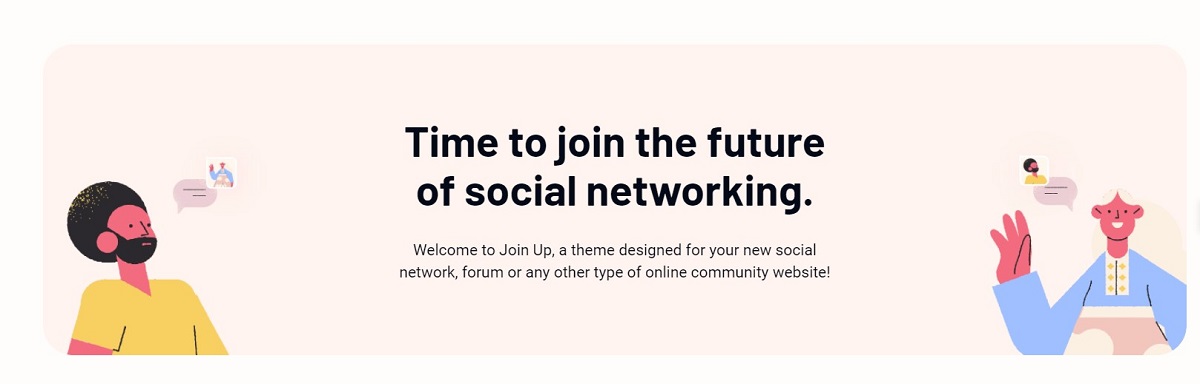 Time to join the future
of social networking.
Welcome to Join Up, a theme designed for your new social
network, forum or any other type of online community website!